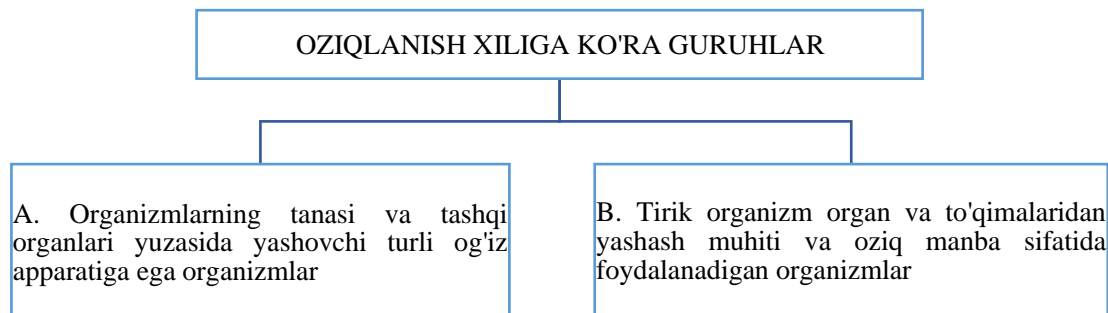 OZIQLANISH XILIGA KO'RA GURUHLAR
A. Organizmlarning tanasi va tashqi
organlari yuzasida yashovchi turli og'iz
apparatiga ega organizmlar
B. Tirik organizm organ va to'qimalaridan
yashash muhiti va oziq manba sifatida
foydalanadigan organizmlar